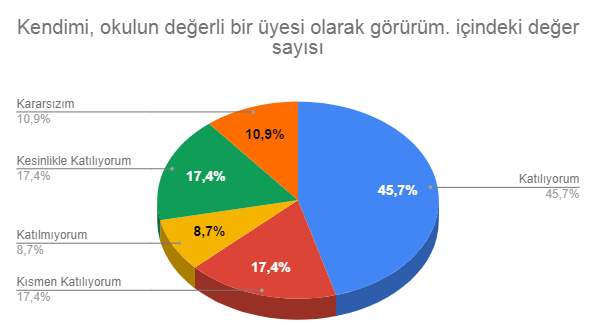 Kendimi, okulun değerli bir üyesi olarak görürüm. içindeki değer
sayısı
Kararsızım
10,9%
10,9%
Kesinlikle Katılıyorum
17,4%
17,4%
Katılıyorum
45,7%
45,7%
Katılmıyorum
8,7%
8,7%
Kısmen Katılıyorum
17,4%
17,4%